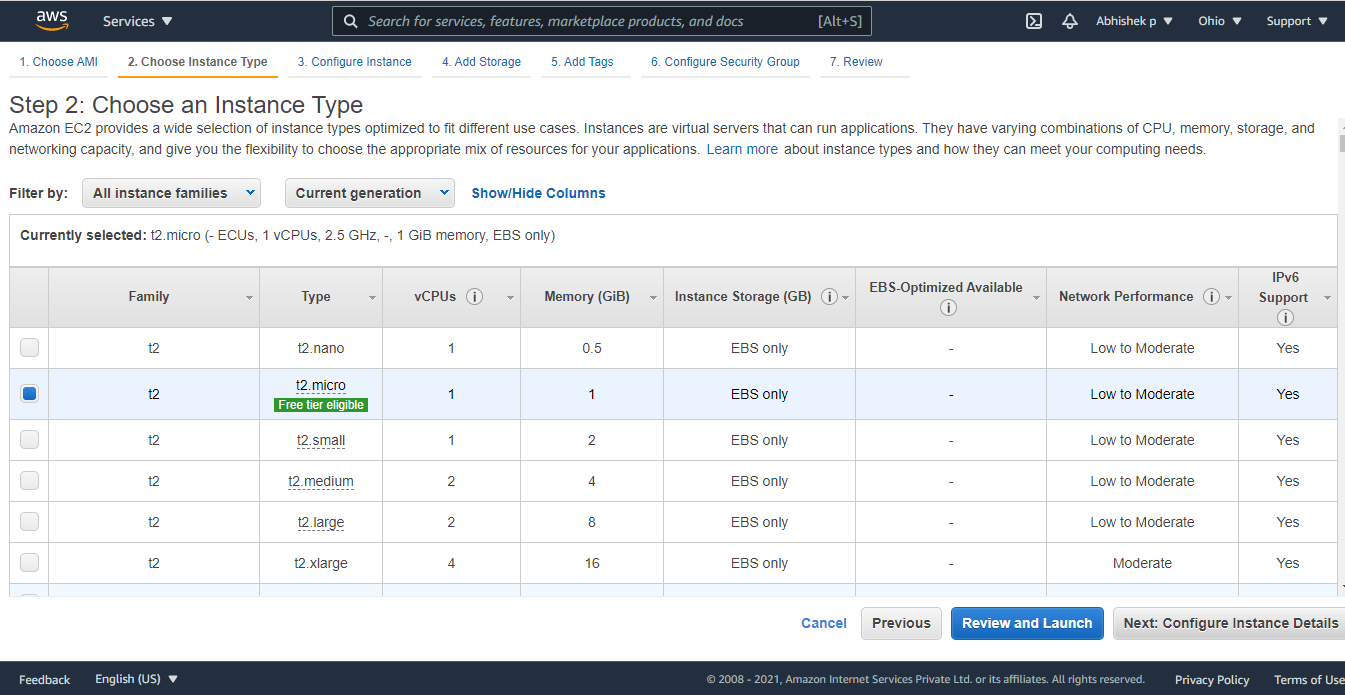 aws Services Search for services, features, marketplace products, and docs [Alt+S] Abhishek p Ohio Support
1. Choose AMI 2. Choose Instance Type 3. Configure Instance 4. Add Storage 5. Add Tags 6. Configure Security Group 7. Review
Step 2: Choose an Instance Type
Amazon EC2 provides a wide selection of instance types optimized to fit different use cases. Instances are virtual servers that can run applications. They have varying combinations of CPU, memory, storage, and
networking capacity, and give you the flexibility to choose the appropriate mix of resources for your applications. Learn more about instance types and how they can meet your computing needs.
Filter by: All instance families Current generation Show/Hide Columns
Currently selected: t2.micro (- ECUs, 1 vCPUs, 2.5 GHz, -, 1 GiB memory, EBS only)
Family Type vCPUs Memory (GiB) Instance Storage (GB) EBS-Optimized Available Network Performance IPv6
Support
t2 t2.nano 1 0.5 EBS only - Low to Moderate Yes
t2 t2.micro 1 1 EBS only - Low to Moderate Yes
Free tier eligible
t2 t2.small 1 2 EBS only - Low to Moderate Yes
t2 t2.medium 2 4 EBS only - Low to Moderate Yes
t2 t2.large 2 8 EBS only - Low to Moderate Yes
t2 t2.xlarge 4 16 EBS only - Moderate Yes
Cancel Previous Review and Launch Next: Configure Instance Details
Feedback English (US) © 2008 - 2021, Amazon Internet Services Private Ltd. or its affiliates. All rights reserved. Privacy Policy Terms of Use